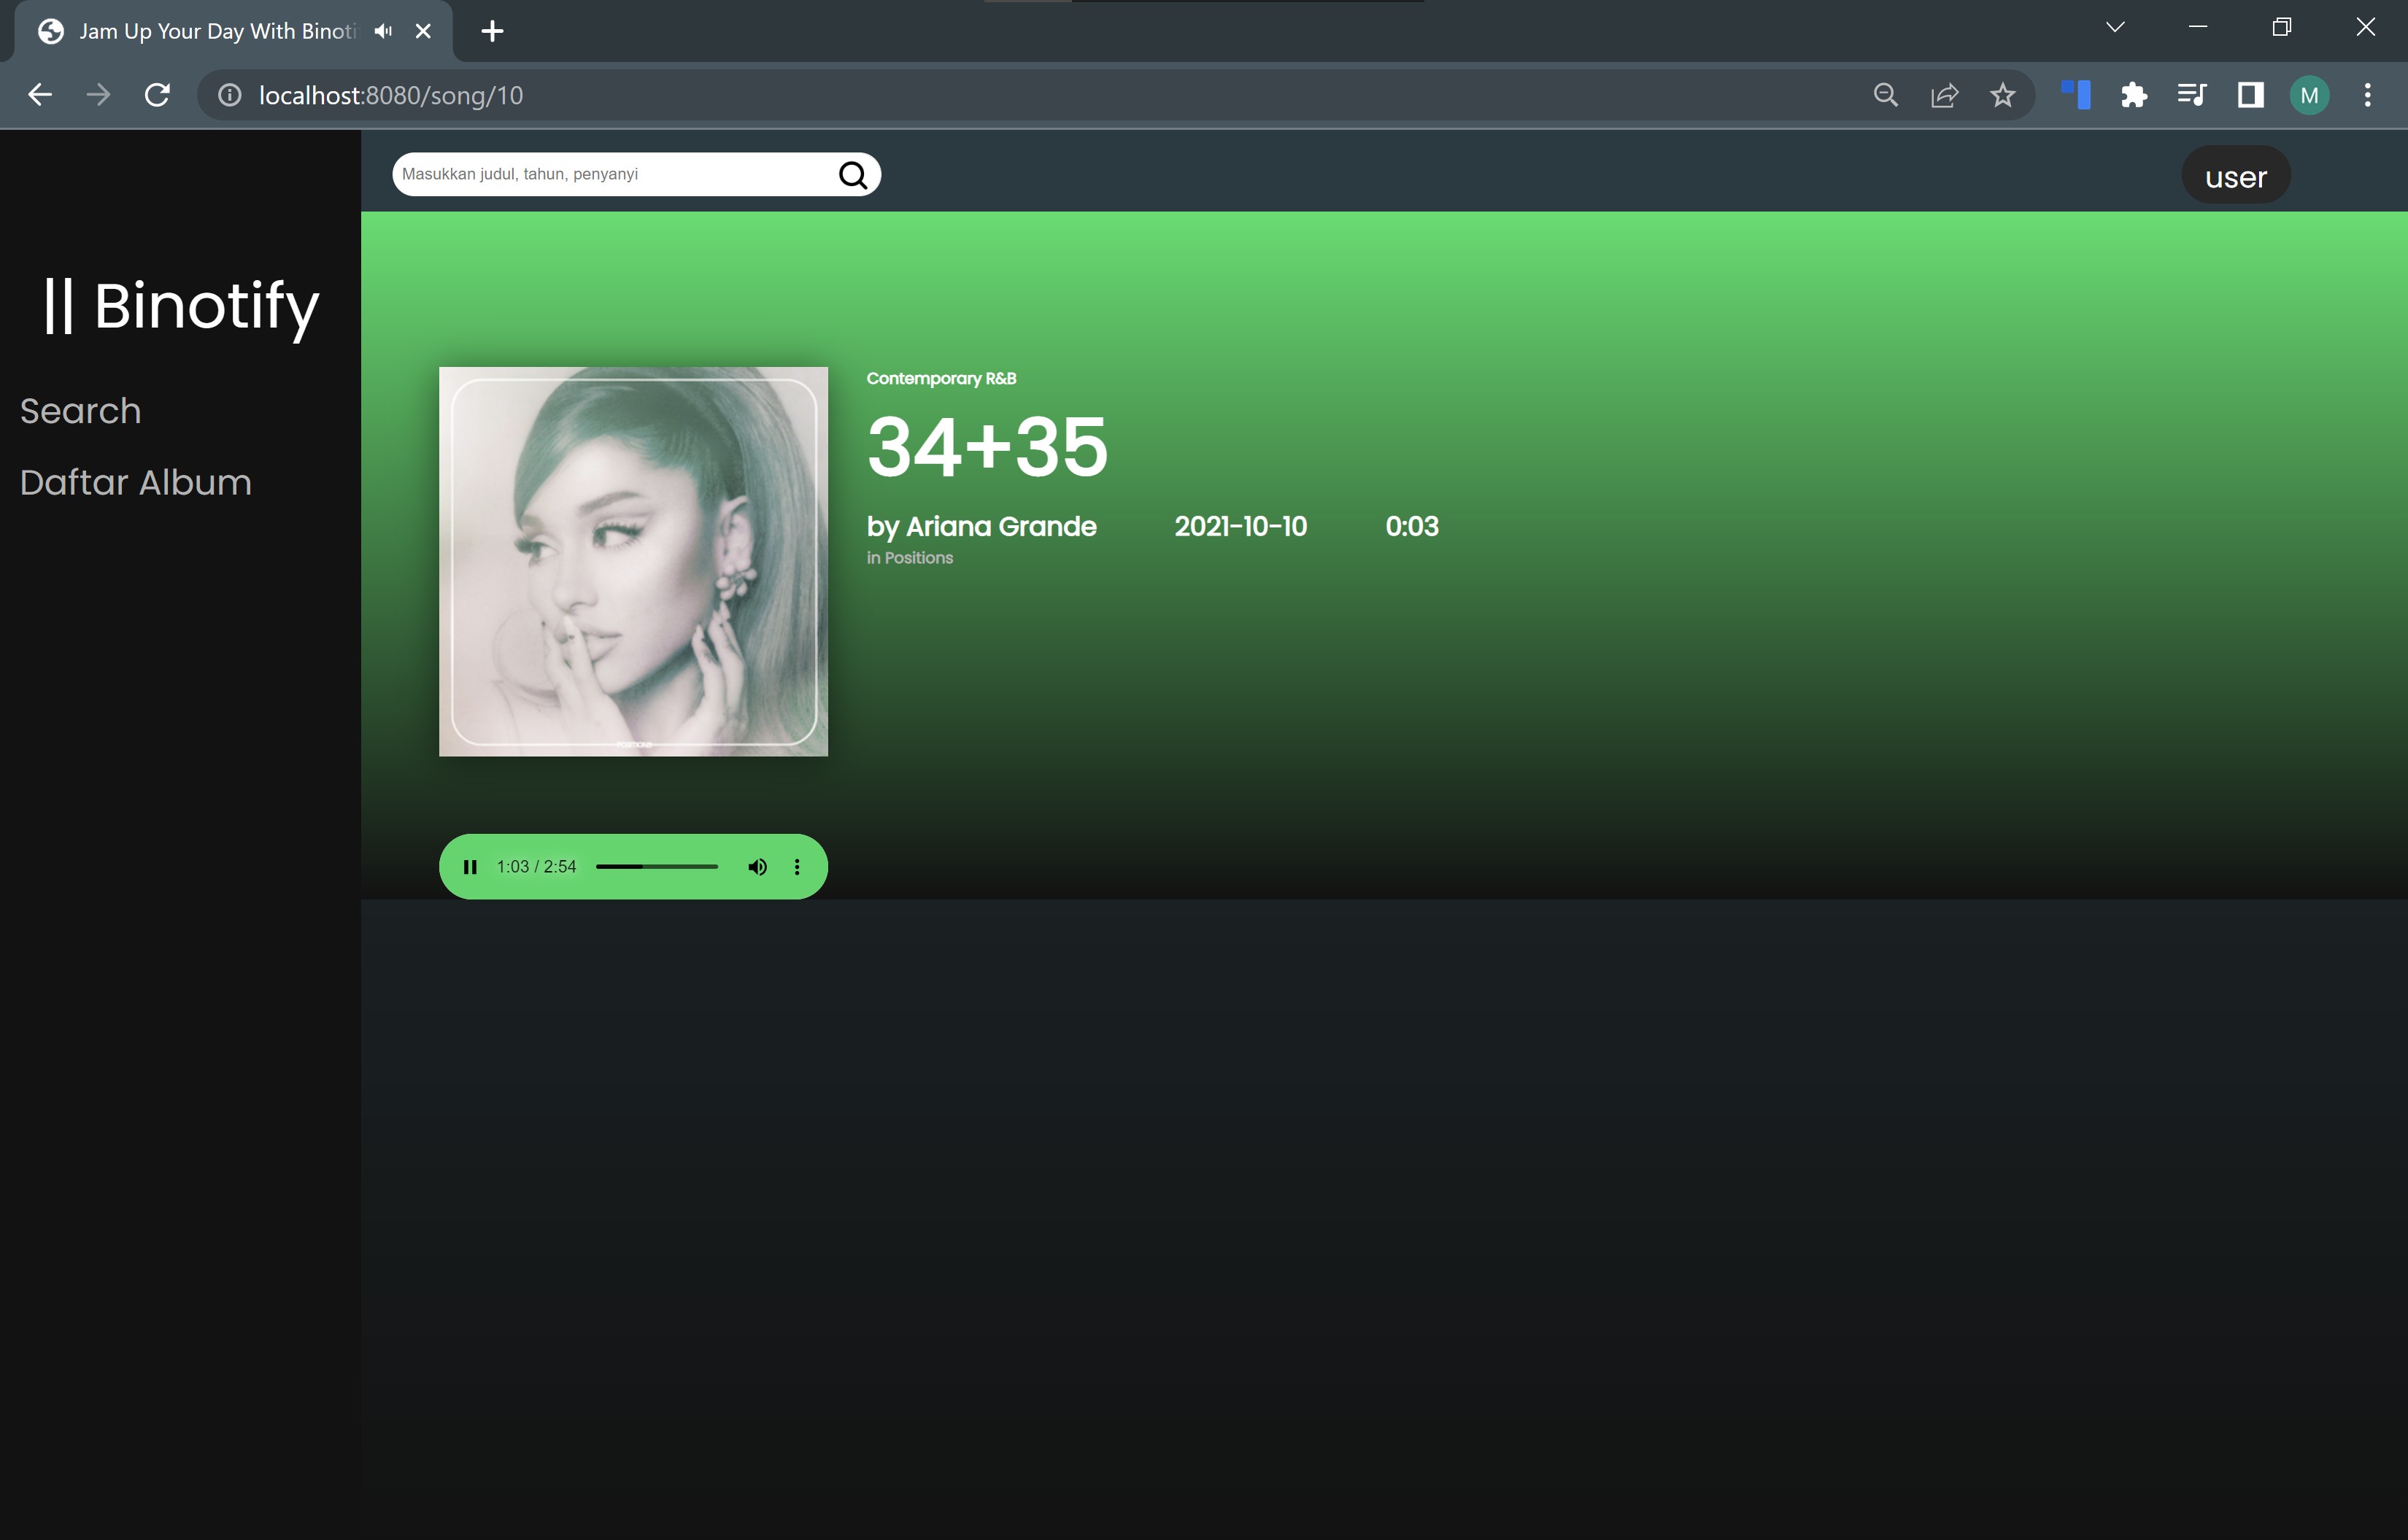 Jam Up Your Day With Binoti
localhost:8080/song/10
M
Masukkan judul, tahun, penyanyi
user
|| Binotify
Search
Daftar Album
Contemporary R&B
34+35
by Ariana Grande 2021-10-10 0:03
in Positions
POSITIONS
1:03 / 2:54